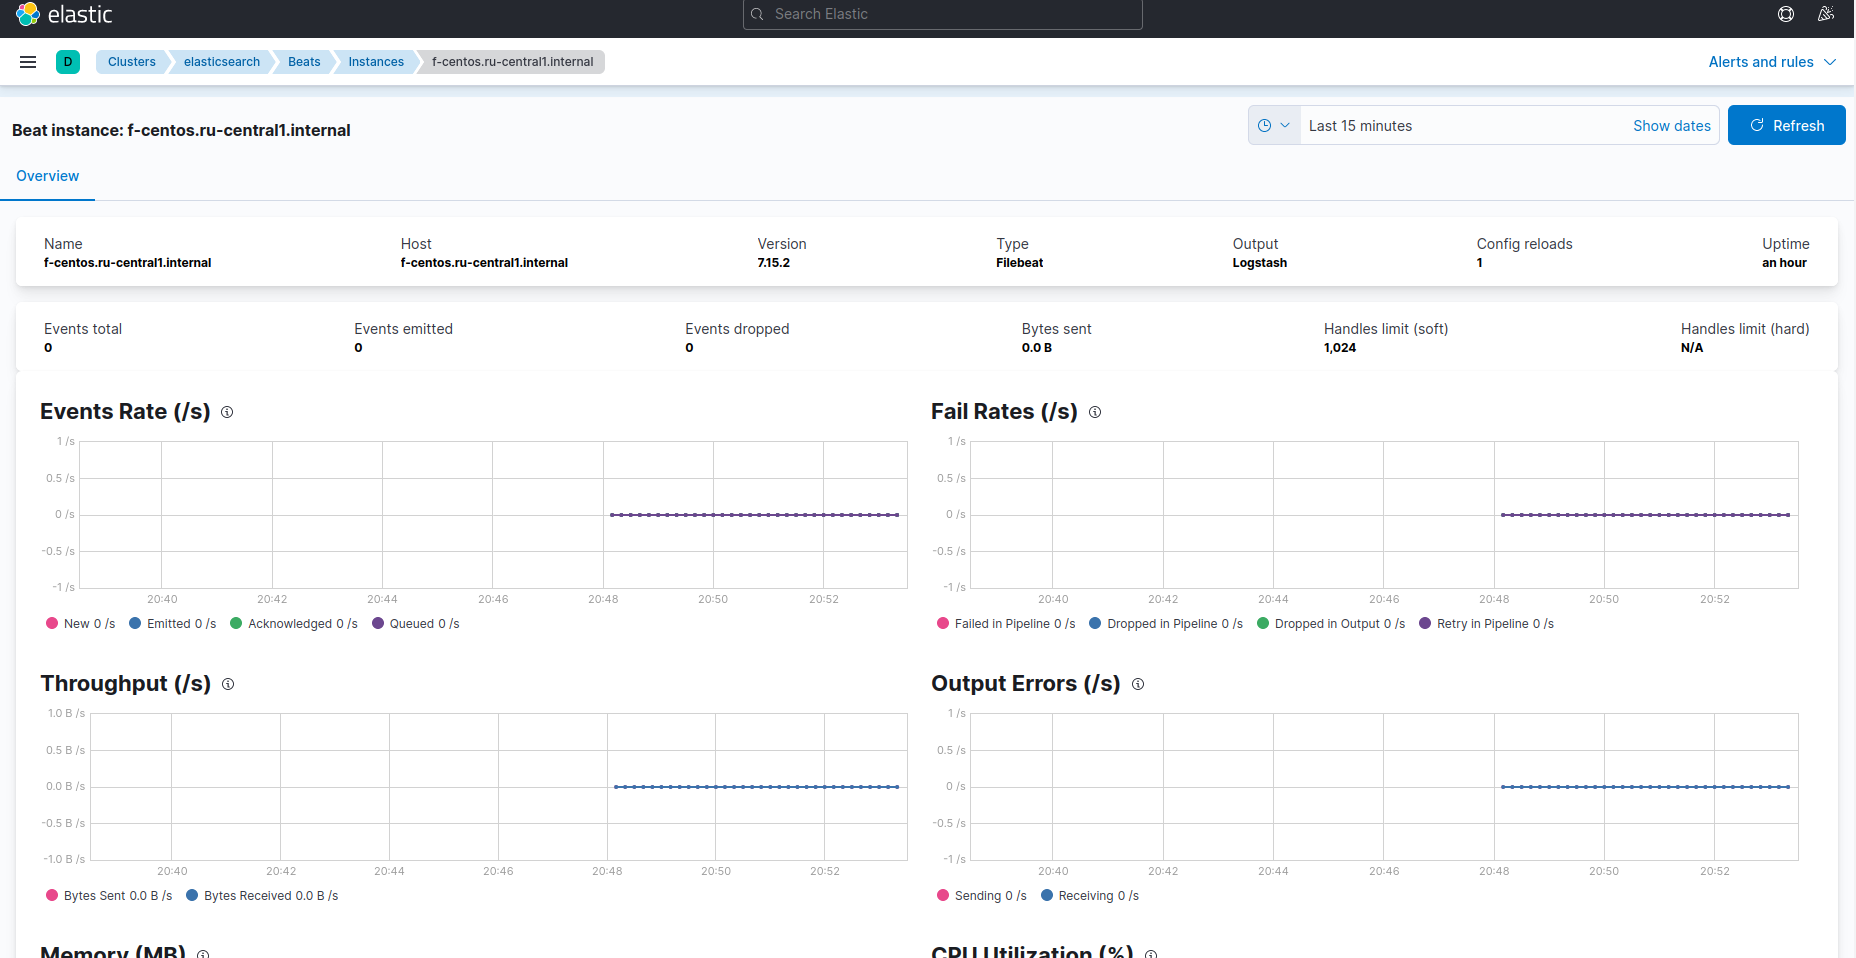 elastic
Search Elastic
D
Clusters
elasticsearch
Beats
Instances
f-centos.ru-central1.internal
Alerts and rules
Beat instance: f-centos.ru-central1.internal
Last 15 minutes
Show dates
Refresh
Overview
Name
f-centos.ru-central1.internal
Host
f-centos.ru-central1.internal
Version
7.15.2
Type
Filebeat
Output
Logstash
Config reloads
1
Uptime
an hour
Events total
0
Events emitted
0
Events dropped
0
Bytes sent
0.0 B
Handles limit (soft)
1,024
Handles limit (hard)
N/A
Events Rate (/s)
1 /s
0.5 /s
0 /s
-0.5 /s
-1 /s
20:40 20:42 20:44 20:46 20:48 20:50 20:52
New 0 /s Emitted 0 /s Acknowledged 0 /s Queued 0 /s
Fail Rates (/s)
1 /s
0.5 /s
0 /s
-0.5 /s
-1 /s
20:40 20:42 20:44 20:46 20:48 20:50 20:52
Failed in Pipeline 0 /s Dropped in Pipeline 0 /s Dropped in Output 0 /s Retry in Pipeline 0 /s
Throughput (/s)
1.0 B /s
0.5 B /s
0.0 B /s
-0.5 B /s
-1.0 B /s
20:40 20:42 20:44 20:46 20:48 20:50 20:52
Bytes Sent 0.0 B /s Bytes Received 0.0 B /s
Output Errors (/s)
1 /s
0.5 /s
0 /s
-0.5 /s
-1 /s
20:40 20:42 20:44 20:46 20:48 20:50 20:52
Sending 0 /s Receiving 0 /s
Memory (MB)
CPU Utilization (%)